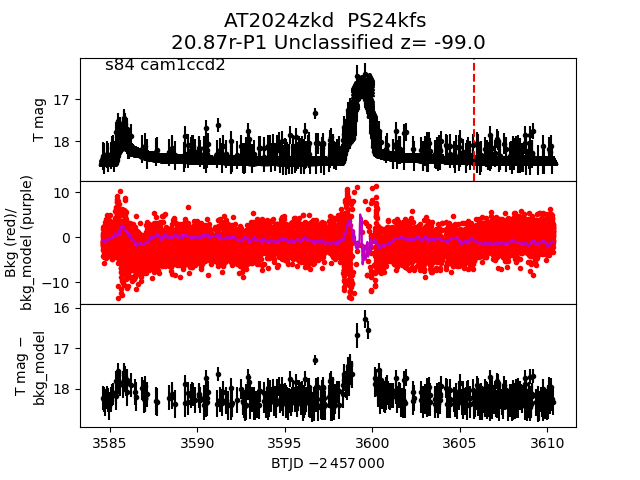 AT2024zkd  PS24kfs
20.87r-P1 Unclassified z= -99.0
s84 cam1ccd2
T mag
17
18
Bkg (red)/
bkg_model (purple)
10
0
−10
T mag −
bkg_model
16
17
18
3585 3590 3595 3600 3605 3610
BTJD −2 457 000